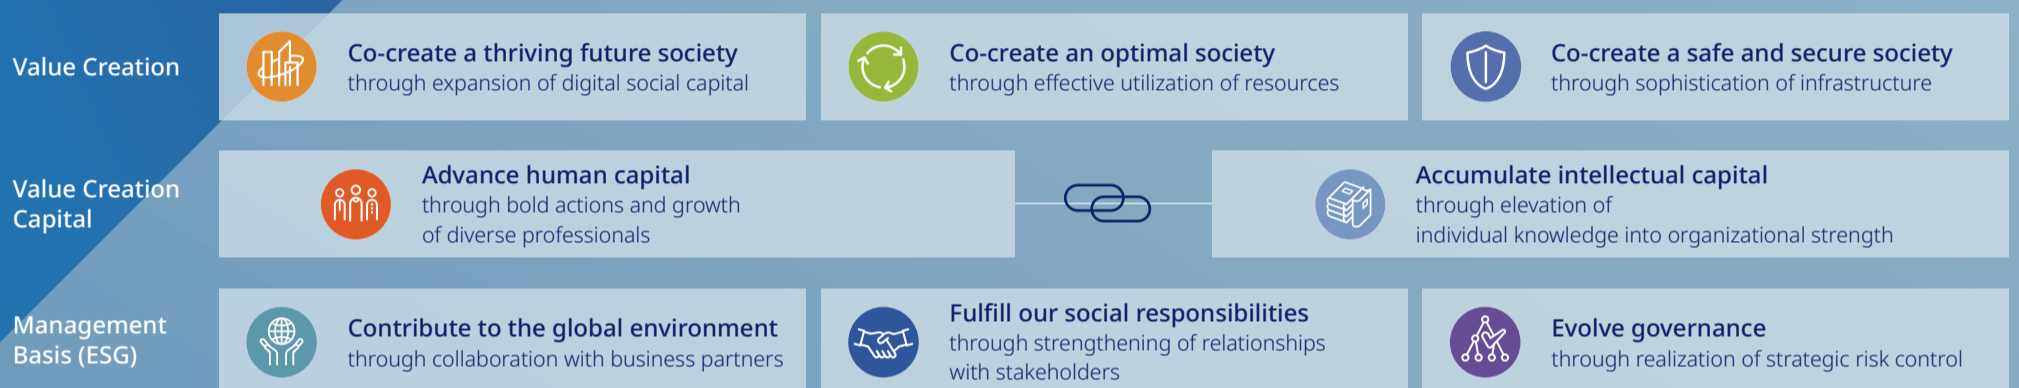 Value Creation
Co-create a thriving future society
through expansion of digital social capital
Co-create an optimal society
through effective utilization of resources
Co-create a safe and secure society
through sophistication of infrastructure
Value Creation
Capital
Advance human capital
through bold actions and growth
of diverse professionals
Accumulate intellectual capital
through elevation of
individual knowledge into organizational strength
Management
Basis (ESG)
Contribute to the global environment
through collaboration with business partners
Fulfill our social responsibilities
through strengthening of relationships
with stakeholders
Evolve governance
through realization of strategic risk control